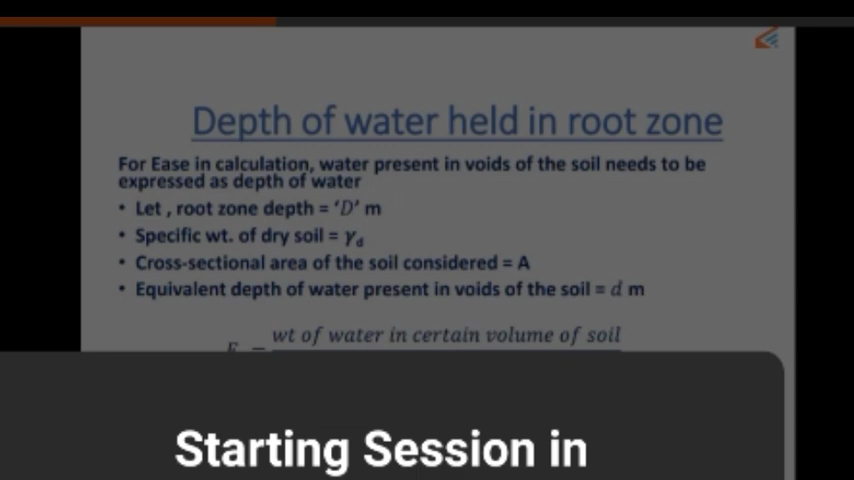 Depth of water held in root zone
For Ease in calculation, water present in voids of the soil needs to be
expressed as depth of water
• Let , root zone depth = ‘D’ m
• Specific wt. of dry soil = γd
• Cross-sectional area of the soil considered = A
• Equivalent depth of water present in voids of the soil = d m
wt of water in certain volume of soil
Starting Session in